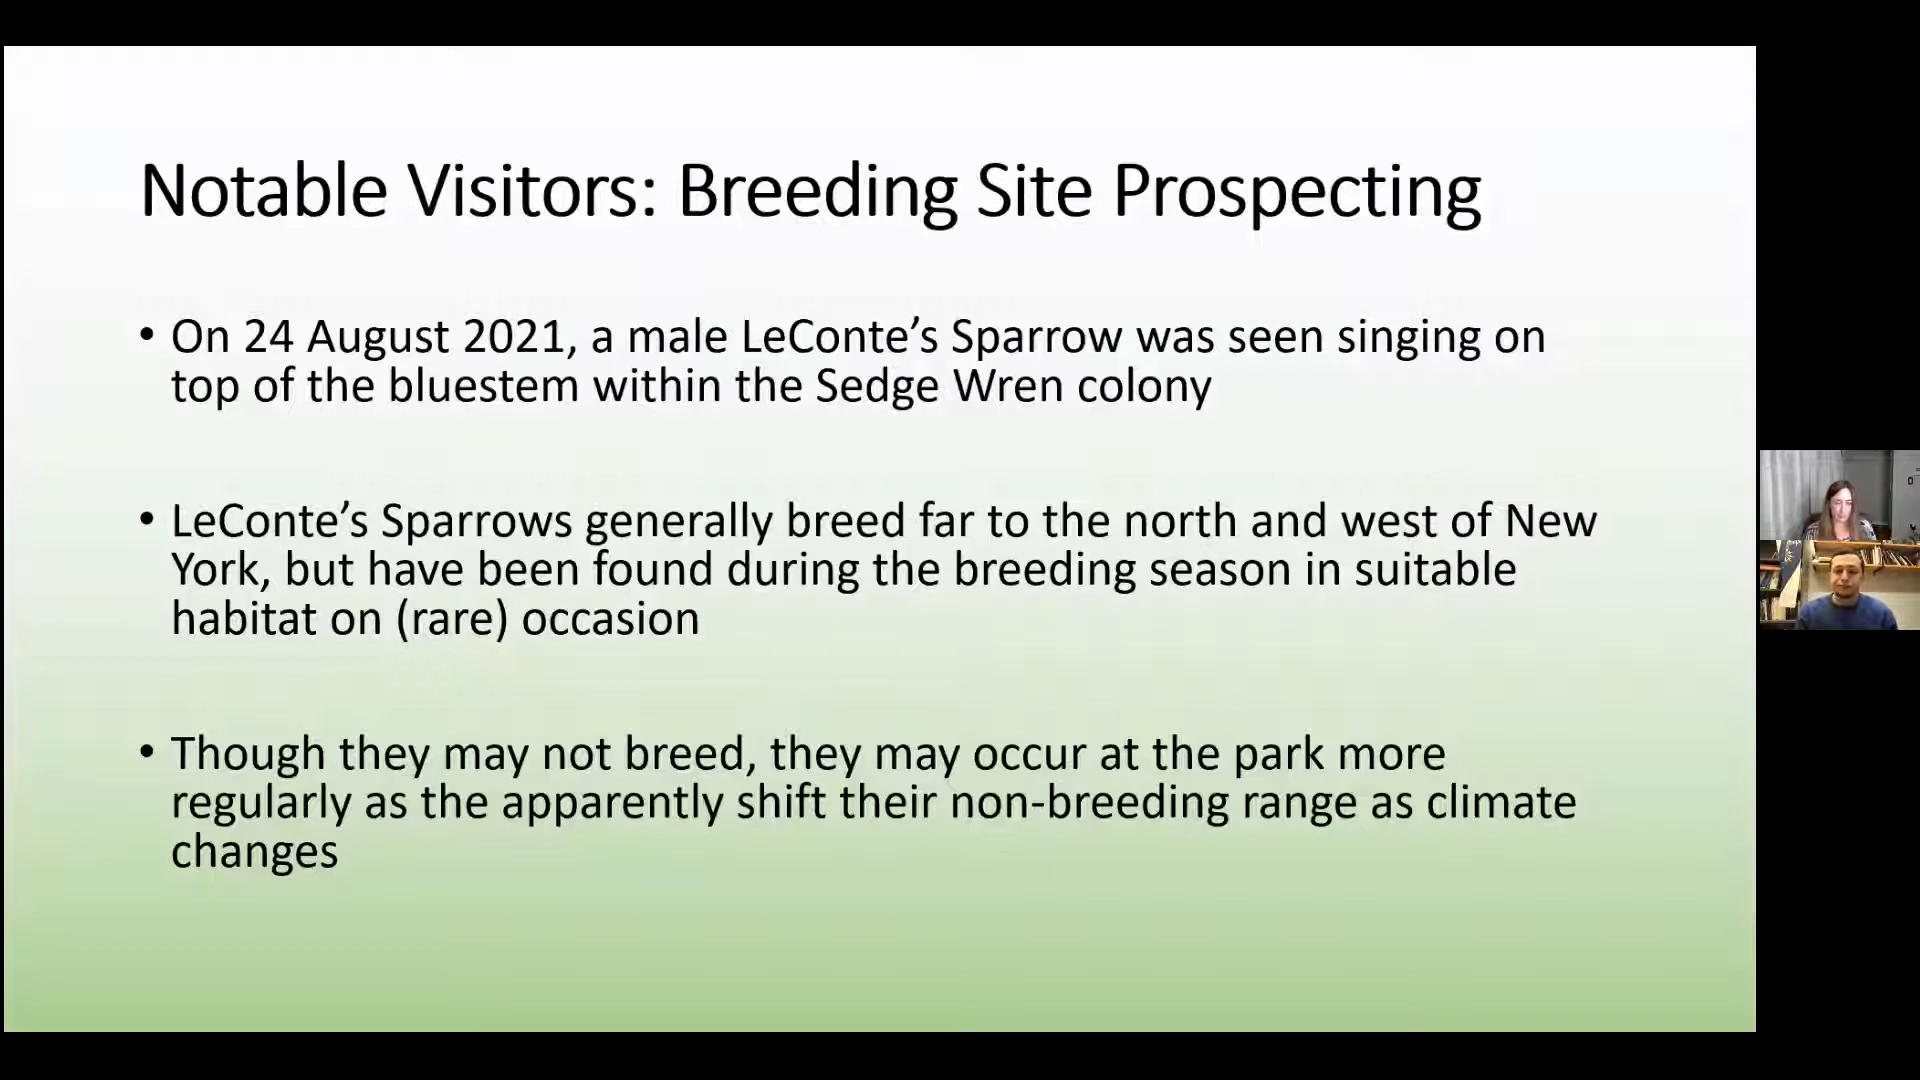 Notable Visitors: Breeding Site Prospecting
• On 24 August 2021, a male LeConte’s Sparrow was seen singing on
top of the bluestem within the Sedge Wren colony
• LeConte’s Sparrows generally breed far to the north and west of New
York, but have been found during the breeding season in suitable
habitat on (rare) occasion
• Though they may not breed, they may occur at the park more
regularly as the apparently shift their non-breeding range as climate
changes